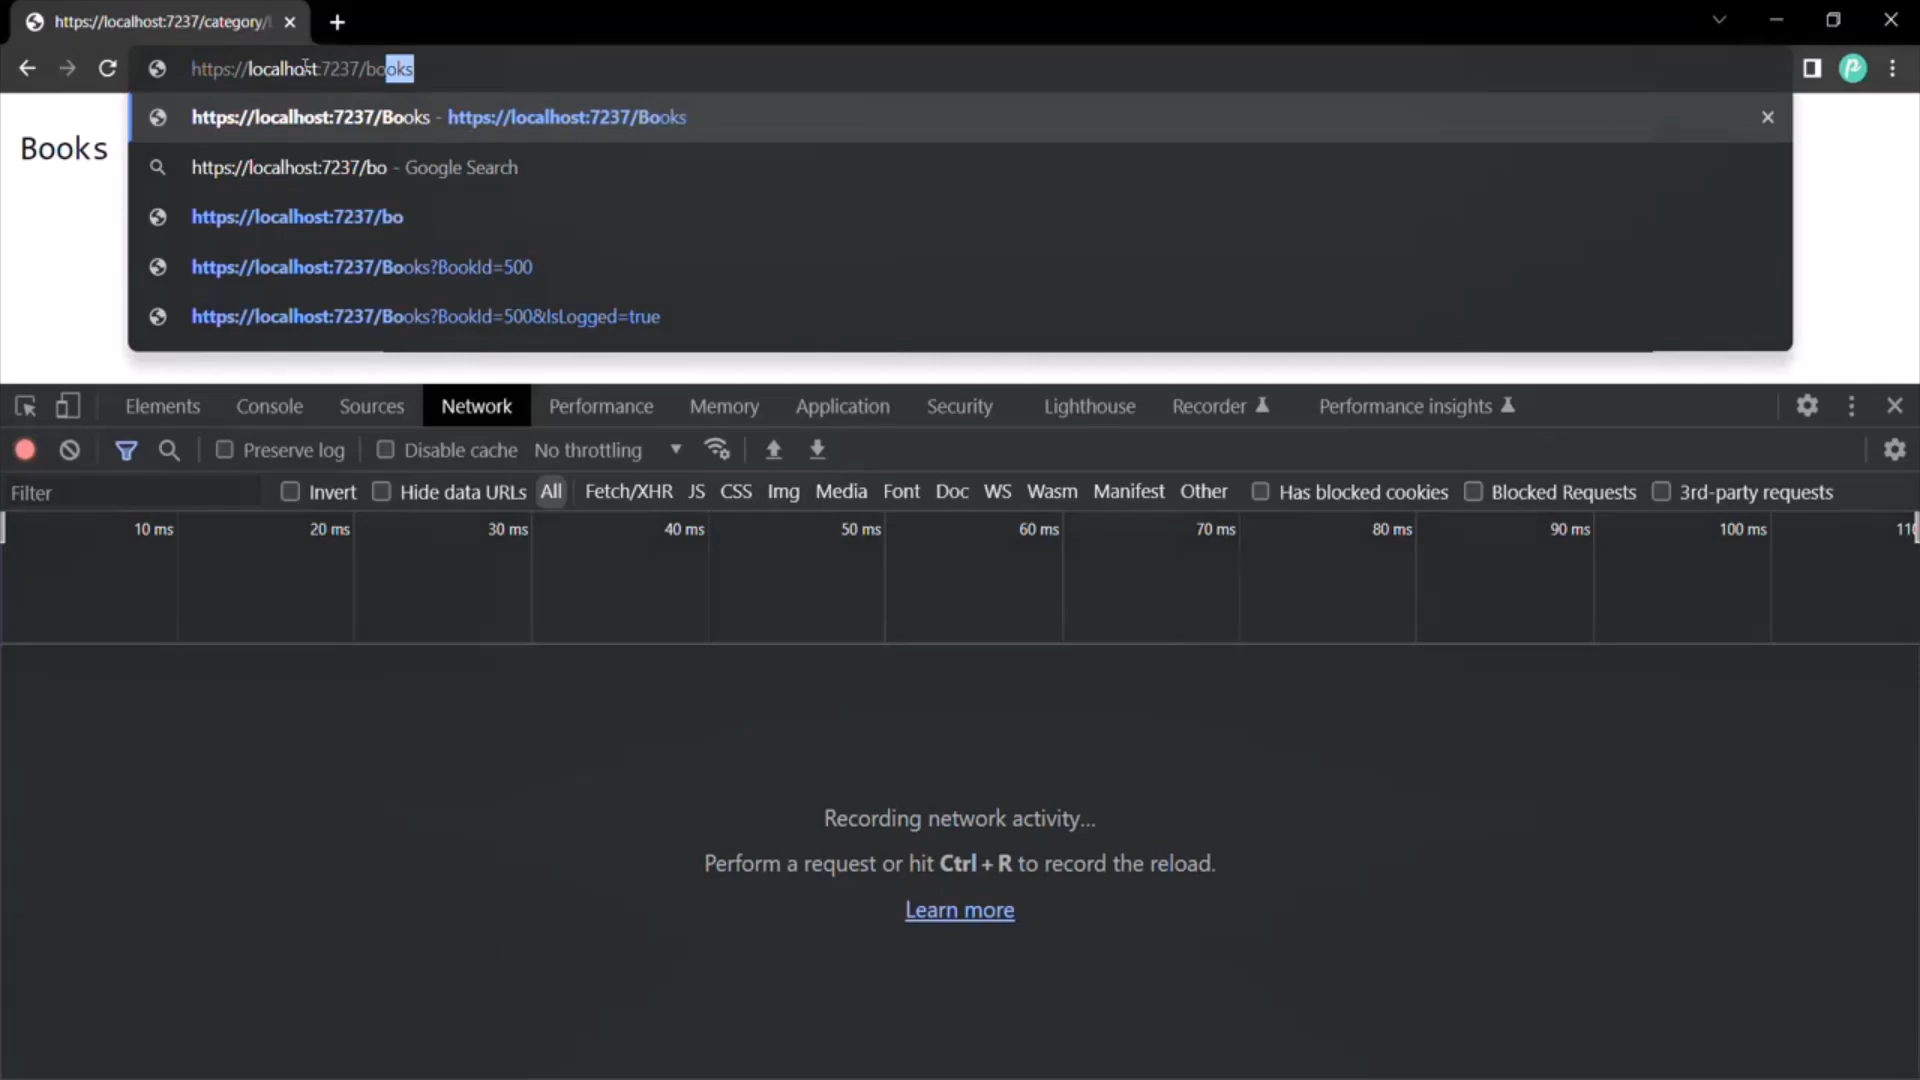 https://localhost:7237/category/
https://localhost:7237/books
https://localhost:7237/Books - https://localhost:7237/Books
Books
https://localhost:7237/bo - Google Search
https://localhost:7237/bo
https://localhost:7237/Books?BookId=500
https://localhost:7237/Books?BookId=500&IsLogged=true
Elements Console Sources Network Performance Memory Application Security Lighthouse Recorder Performance insights
Preserve log Disable cache No throttling
Filter Invert Hide data URLs All Fetch/XHR JS CSS Img Media Font Doc WS Wasm Manifest Other Has blocked cookies Blocked Requests 3rd-party requests
10 ms 20 ms 30 ms 40 ms 50 ms 60 ms 70 ms 80 ms 90 ms 100 ms 110
Recording network activity...
Perform a request or hit Ctrl + R to record the reload.
Learn more